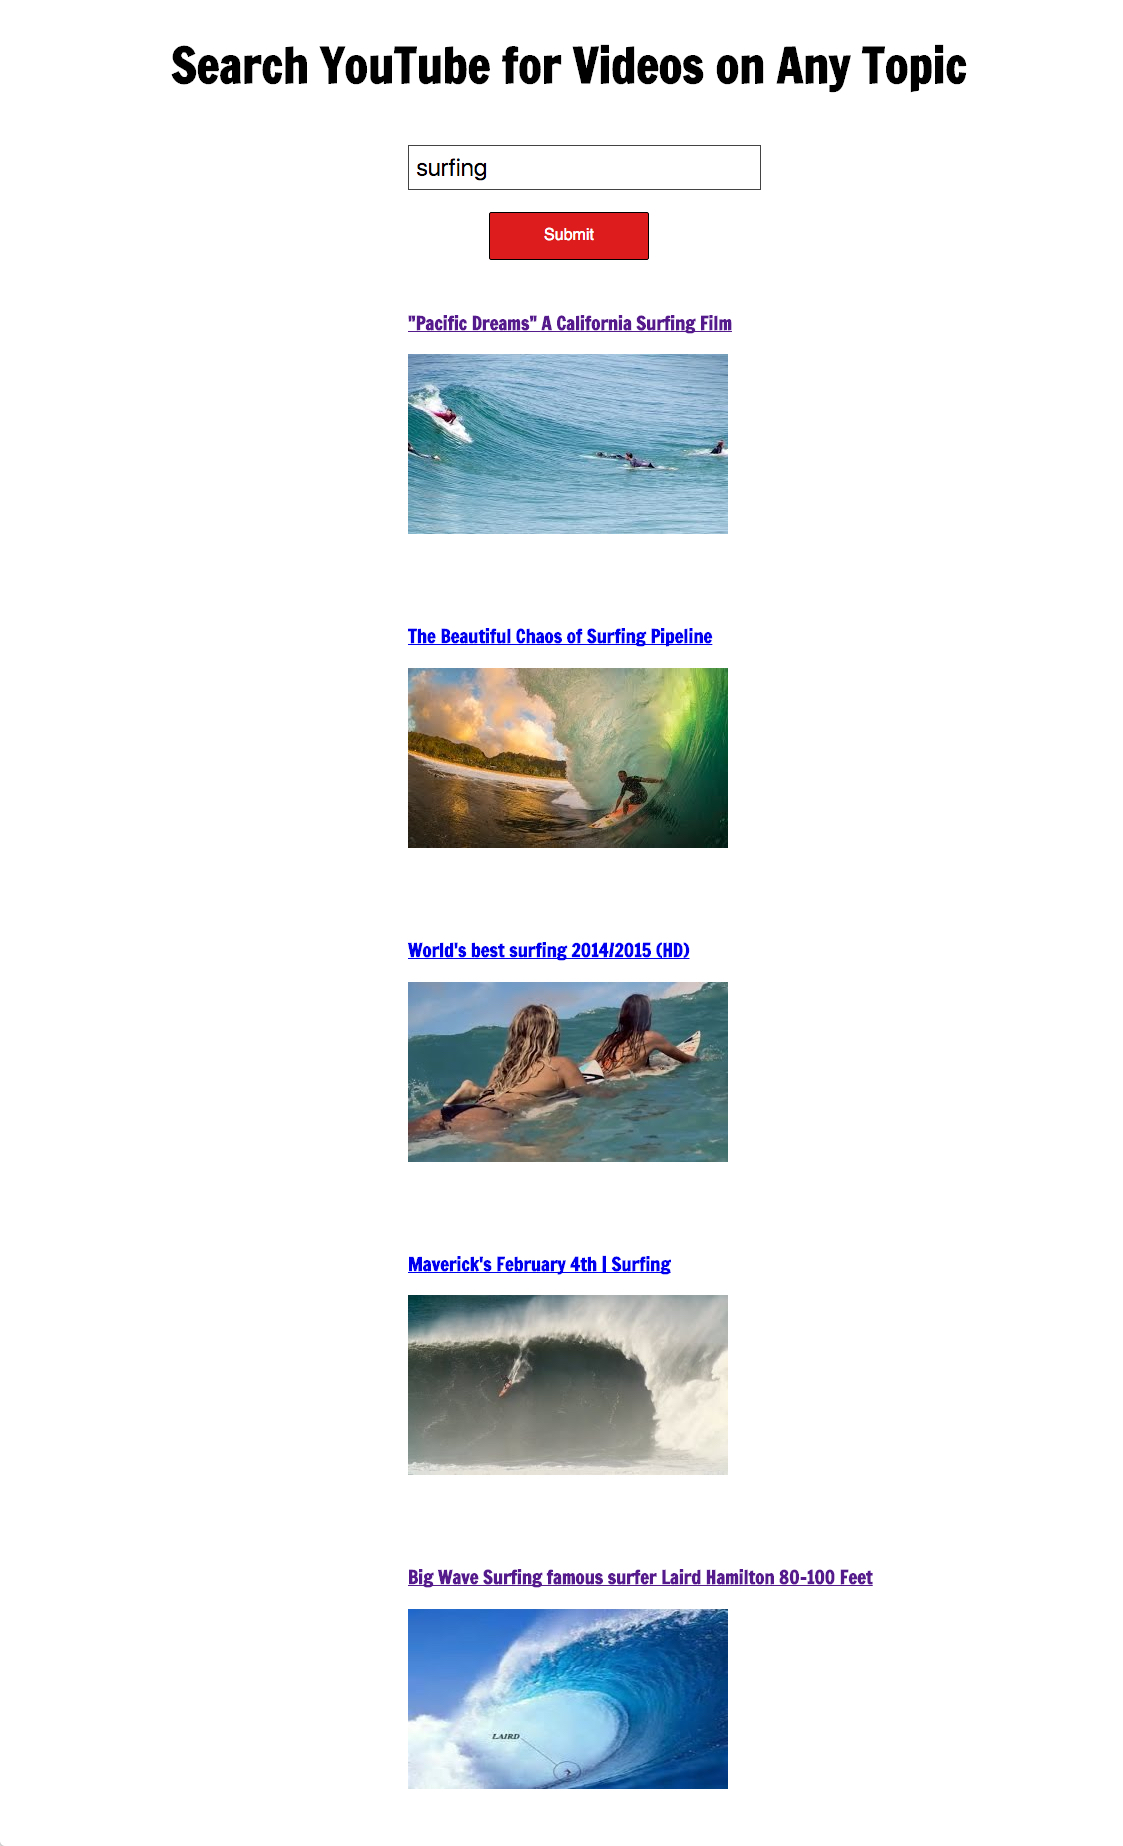 Search YouTube for Videos on Any Topic
surfing
Submit
"Pacific Dreams" A California Surfing Film
The Beautiful Chaos of Surfing Pipeline
World's best surfing 2014/2015 (HD)
Maverick's February 4th | Surfing
Big Wave Surfing famous surfer Laird Hamilton 80-100 Feet
LAIRD